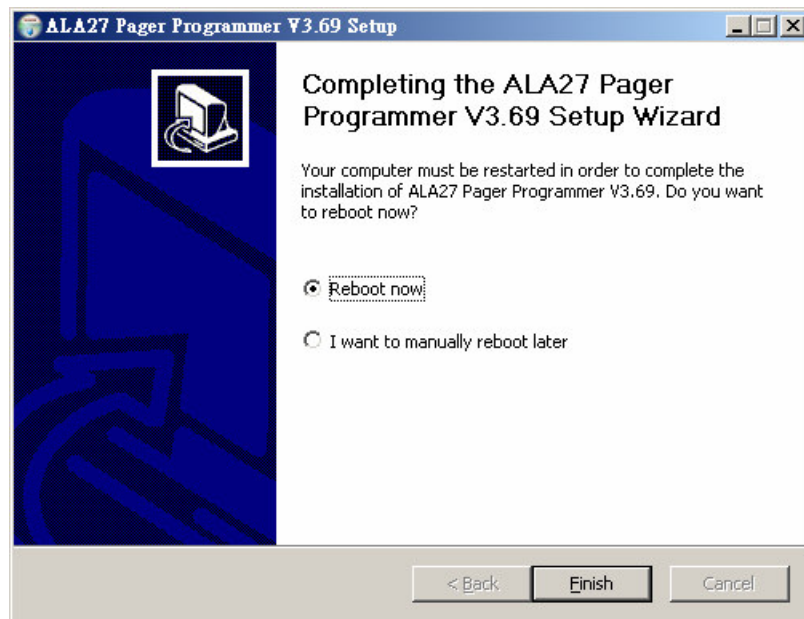 ALA27 Pager Programmer V3.69 Setup
Completing the ALA27 Pager
Programmer V3.69 Setup Wizard
Your computer must be restarted in order to complete the
installation of ALA27 Pager Programmer V3.69. Do you want
to reboot now?
Reboot now
I want to manually reboot later
< Back Finish Cancel